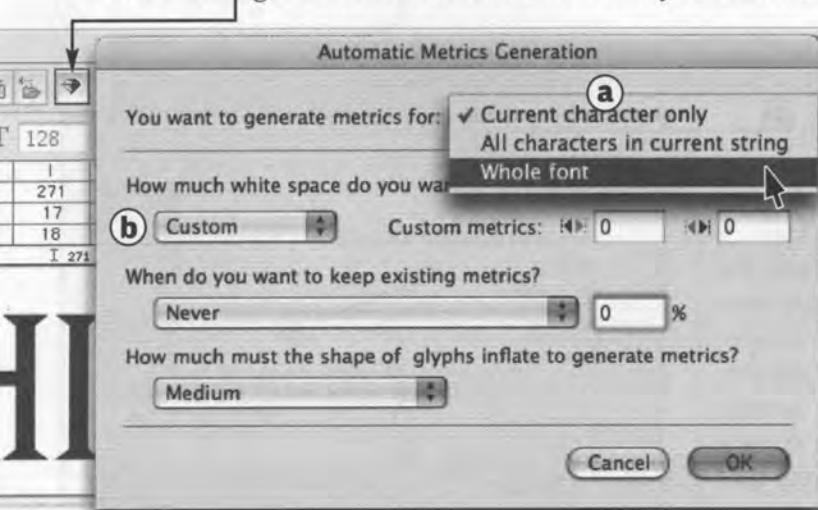 Automatic Metrics Generation
ⓐ
You want to generate metrics for: ✓ Current character only
All characters in current string
T 128
Whole font
I
How much white space do you
271
17
ⓑ Custom Custom metrics: 0 0
18
I 271
When do you want to keep existing metrics?
Never 0 %
HI
How much must the shape of glyphs inflate to generate metrics?
Medium
Cancel OK